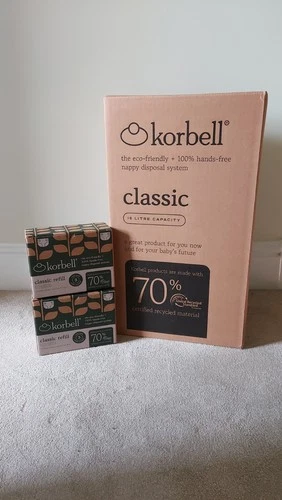 korbell®
the eco-friendly + 100% hands-free
nappy disposal system
classic
16 LITRE CAPACITY
a great product for you now
for your baby's future
korbell products are made with
70%
certified recycled material
korbell
classic refill
70%
korbell
classic refill
70%